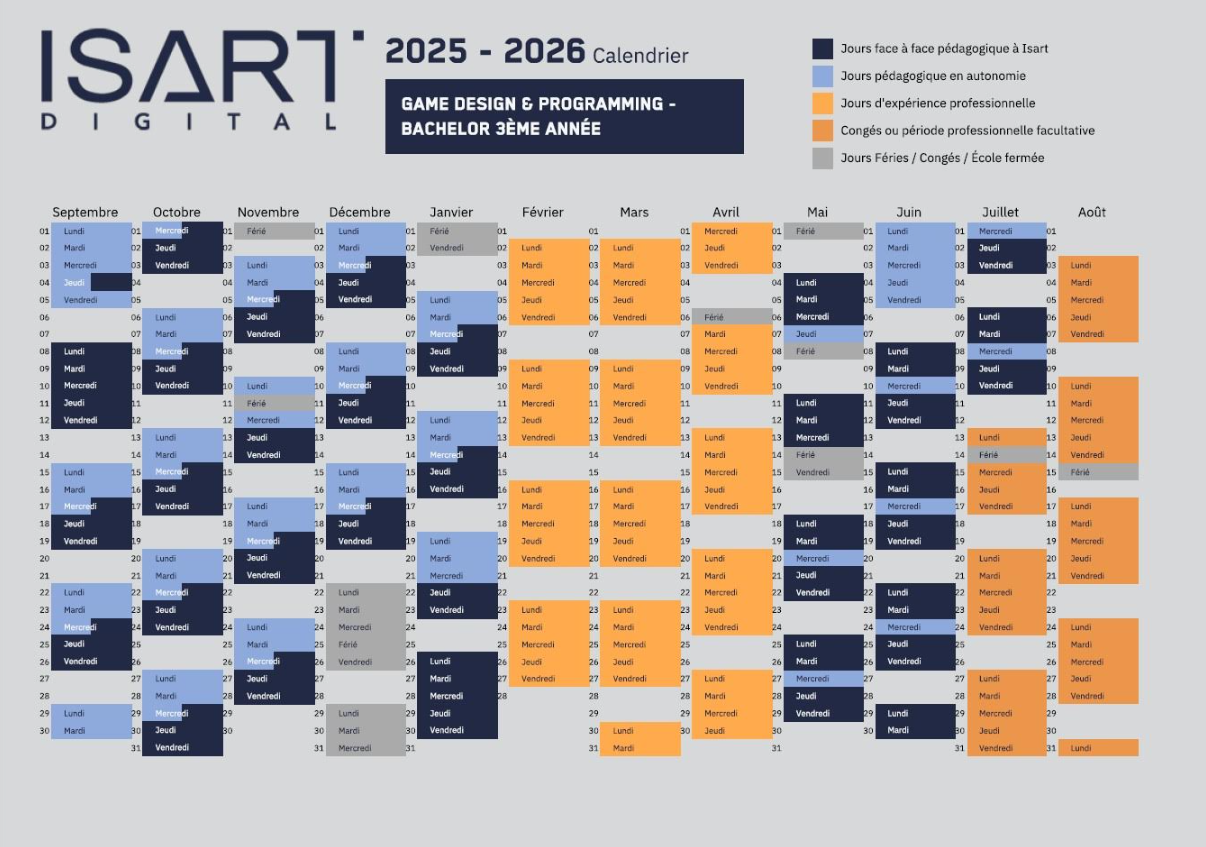 ISART
DIGITAL
2025 - 2026 Calendrier
GAME DESIGN & PROGRAMMING -
BACHELOR 3ÈME ANNÉE
Jours face à face pédagogique à Isart
Jours pédagogique en autonomie
Jours d'expérience professionnelle
Congés ou période professionnelle facultative
Jours Féries / Congés / École fermée
Septembre
01 Lundi
02 Mardi
03 Mercredi
04 Jeudi
05 Vendredi
06
07
08 Lundi
09 Mardi
10 Mercredi
11 Jeudi
12 Vendredi
13
14
15 Lundi
16 Mardi
17 Mercredi
18 Jeudi
19 Vendredi
20
21
22 Lundi
23 Mardi
24 Mercredi
25 Jeudi
26 Vendredi
27
28
29 Lundi
30 Mardi
Octobre
01 Mercredi
02 Jeudi
03 Vendredi
04
05
06 Lundi
07 Mardi
08 Mercredi
09 Jeudi
10 Vendredi
11
12
13 Lundi
14 Mardi
15 Mercredi
16 Jeudi
17 Vendredi
18
19
20 Lundi
21 Mardi
22 Mercredi
23 Jeudi
24 Vendredi
25
26
27 Lundi
28 Mardi
29 Mercredi
30 Jeudi
31 Vendredi
Novembre
01 Férié
02
03 Lundi
04 Mardi
05 Mercredi
06 Jeudi
07 Vendredi
08
09
10 Lundi
11 Férié
12 Mercredi
13 Jeudi
14 Vendredi
15
16
17 Lundi
18 Mardi
19 Mercredi
20 Jeudi
21 Vendredi
22
23
24 Lundi
25 Mardi
26 Mercredi
27 Jeudi
28 Vendredi
29
30
Décembre
01 Lundi
02 Mardi
03 Mercredi
04 Jeudi
05 Vendredi
06
07
08 Lundi
09 Mardi
10 Mercredi
11 Jeudi
12 Vendredi
13
14
15 Lundi
16 Mardi
17 Mercredi
18 Jeudi
19 Vendredi
20
21
22 Lundi
23 Mardi
24 Mercredi
25 Férié
26 Vendredi
27
28
29 Lundi
30 Mardi
31 Mercredi
Janvier
01 Férié
02 Vendredi
03
04
05 Lundi
06 Mardi
07 Mercredi
08 Jeudi
09 Vendredi
10
11
12 Lundi
13 Mardi
14 Mercredi
15 Jeudi
16 Vendredi
17
18
19 Lundi
20 Mardi
21 Mercredi
22 Jeudi
23 Vendredi
24
25
26 Lundi
27 Mardi
28 Mercredi
29 Jeudi
30 Vendredi
31
Février
01
02 Lundi
03 Mardi
04 Mercredi
05 Jeudi
06 Vendredi
07
08
09 Lundi
10 Mardi
11 Mercredi
12 Jeudi
13 Vendredi
14
15
16 Lundi
17 Mardi
18 Mercredi
19 Jeudi
20 Vendredi
21
22
23 Lundi
24 Mardi
25 Mercredi
26 Jeudi
27 Vendredi
28
Mars
01
02 Lundi
03 Mardi
04 Mercredi
05 Jeudi
06 Vendredi
07
08
09 Lundi
10 Mardi
11 Mercredi
12 Jeudi
13 Vendredi
14
15
16 Lundi
17 Mardi
18 Mercredi
19 Jeudi
20 Vendredi
21
22
23 Lundi
24 Mardi
25 Mercredi
26 Jeudi
27 Vendredi
28
29
30 Lundi
31 Mardi
Avril
01 Mercredi
02 Jeudi
03 Vendredi
04
05
06 Férié
07 Mardi
08 Mercredi
09 Jeudi
10 Vendredi
11
12
13 Lundi
14 Mardi
15 Mercredi
16 Jeudi
17 Vendredi
18
19
20 Lundi
21 Mardi
22 Mercredi
23 Jeudi
24 Vendredi
25
26
27 Lundi
28 Mardi
29 Mercredi
30 Jeudi
Mai
01 Férié
02
03
04 Lundi
05 Mardi
06 Mercredi
07 Jeudi
08 Férié
09
10
11 Lundi
12 Mardi
13 Mercredi
14 Férié
15 Vendredi
16
17
18 Lundi
19 Mardi
20 Mercredi
21 Jeudi
22 Vendredi
23
24
25 Lundi
26 Mardi
27 Mercredi
28 Jeudi
29 Vendredi
30
31
Juin
01 Lundi
02 Mardi
03 Mercredi
04 Jeudi
05 Vendredi
06
07
08 Lundi
09 Mardi
10 Mercredi
11 Jeudi
12 Vendredi
13
14
15 Lundi
16 Mardi
17 Mercredi
18 Jeudi
19 Vendredi
20
21
22 Lundi
23 Mardi
24 Mercredi
25 Jeudi
26 Vendredi
27
28
29 Lundi
30 Mardi
Juillet
01 Mercredi
02 Jeudi
03 Vendredi
04
05
06 Lundi
07 Mardi
08 Mercredi
09 Jeudi
10 Vendredi
11
12
13 Lundi
14 Férié
15 Mercredi
16 Jeudi
17 Vendredi
18
19
20 Lundi
21 Mardi
22 Mercredi
23 Jeudi
24 Vendredi
25
26
27 Lundi
28 Mardi
29 Mercredi
30 Jeudi
31 Vendredi
Août
01
02
03 Lundi
04 Mardi
05 Mercredi
06 Jeudi
07 Vendredi
08
09
10 Lundi
11 Mardi
12 Mercredi
13 Jeudi
14 Vendredi
15 Férié
16
17 Lundi
18 Mardi
19 Mercredi
20 Jeudi
21 Vendredi
22
23
24 Lundi
25 Mardi
26 Mercredi
27 Jeudi
28 Vendredi
29
30
31 Lundi